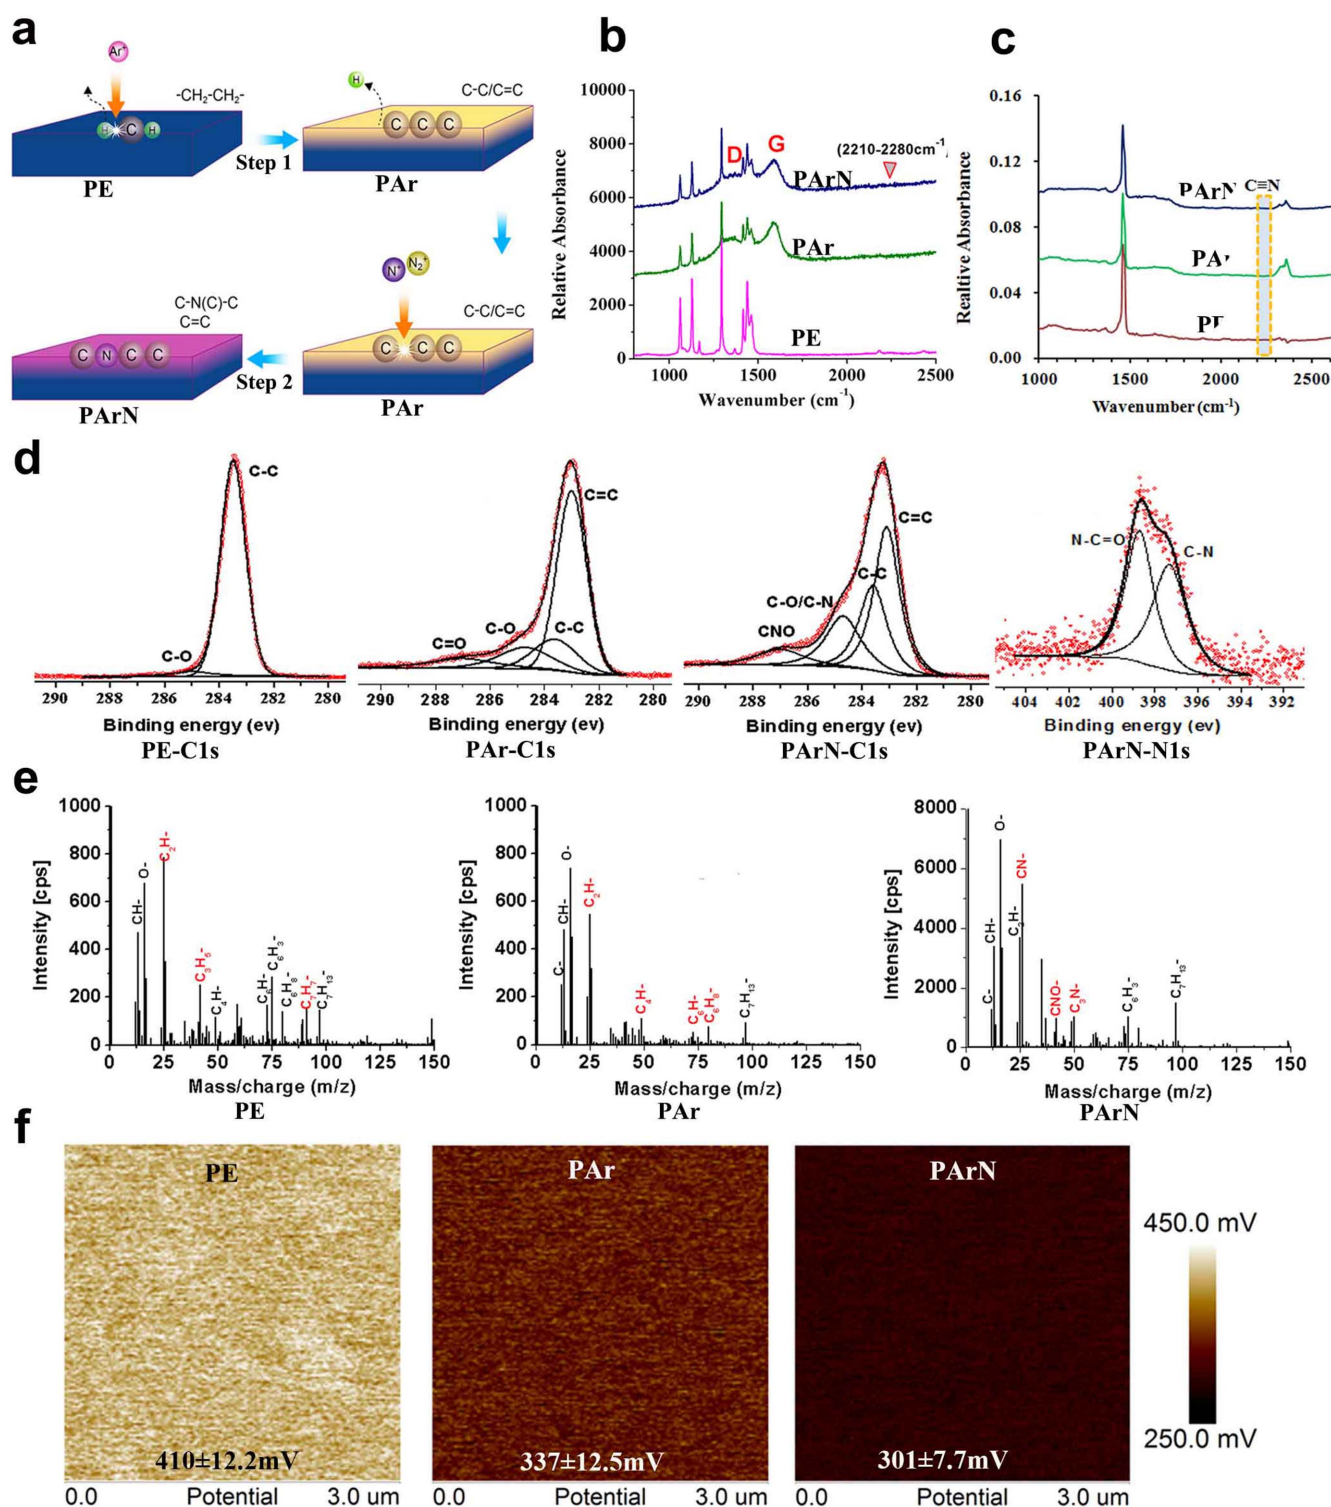 a
Ar⁺
-CH₂-CH₂-
H
C
H
PE
Step 1
H
C-C/C=C
C C C
PAr
N⁺
N₂⁺
C-C/C=C
C
C C
PAr
Step 2
C-N(C)-C
C=C
C N C C
PArN
b
Relative Absorbance
10000
8000
6000
4000
2000
0
D
G
(2210-2280cm⁻¹)
PArN
PAr
PE
1000
1500
2000
2500
Wavenumber (cm⁻¹)
c
Realtive Absorbance
0.16
0.12
0.08
0.04
0.00
PArN
C≡N
1000
1500
2000
2500
Wavenumber (cm⁻¹)
d
C-C
C-O
290 288 286 284 282 280
Binding energy (ev)
PE-C1s
C=C
C=O
C-O
C-C
290 288 286 284 282 280
Binding energy (ev)
PAr-C1s
C=C
C-C
C-O/C-N
CNO
290 288 286 284 282 280
Binding energy (ev)
PArN-C1s
N-C=O
C-N
404 402 400 398 396 394 392
Binding energy (ev)
PArN-N1s
e
Intensity [cps]
1000
800
600
400
200
0
CH-
O-
C₂H-
C₃H₅-
C₄H-
C₆H-
C₆H₃-
C₆H₈-
C₇H₇-
C₇H₁₃-
0 25 50 75 100 125 150
Mass/charge (m/z)
PE
Intensity [cps]
1000
800
600
400
200
0
C-
CH-
O-
C₂H-
C₄H-
C₆H-
C₆H₈-
C₇H₁₃-
0 25 50 75 100 125 150
Mass/charge (m/z)
PAr
Intensity [cps]
8000
6000
4000
2000
0
C-
CH-
O-
CN-
CNO-
C₃N-
C₆H₃-
C₇H₁₃-
0 25 50 75 100 125 150
Mass/charge (m/z)
PArN
f
PE
410±12.2mV
0.0 Potential 3.0 um
PAr
337±12.5mV
0.0 Potential 3.0 um
PArN
301±7.7mV
0.0 Potential 3.0 um
450.0 mV
250.0 mV